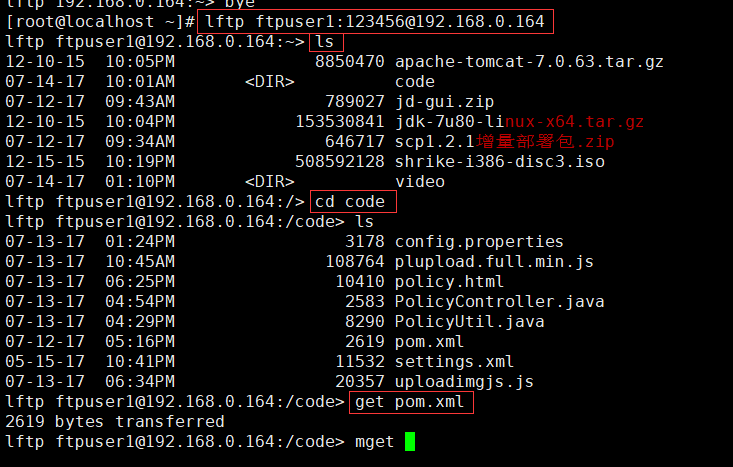 lftp 192.168.0.164:~> bye
[root@localhost ~]# lftp ftpuser1:123456@192.168.0.164
lftp ftpuser1@192.168.0.164:~> ls
12-10-15  10:05PM              8850470 apache-tomcat-7.0.63.tar.gz
07-14-17  10:01AM       <DIR>          code
07-12-17  09:43AM               789027 jd-gui.zip
12-10-15  10:04PM            153530841 jdk-7u80-linux-x64.tar.gz
07-12-17  09:34AM               646717 scp1.2.1增量部署包.zip
12-15-15  10:19PM            508592128 shrike-i386-disc3.iso
07-14-17  01:10PM       <DIR>          video
lftp ftpuser1@192.168.0.164:/> cd code
lftp ftpuser1@192.168.0.164:/code> ls
07-13-17  01:24PM                 3178 config.properties
07-13-17  10:45AM               108764 plupload.full.min.js
07-13-17  06:25PM                10410 policy.html
07-13-17  04:54PM                 2583 PolicyController.java
07-13-17  04:29PM                 8290 PolicyUtil.java
07-12-17  05:16PM                 2619 pom.xml
05-15-17  10:41PM                11532 settings.xml
07-13-17  06:34PM                20357 uploadimgjs.js
lftp ftpuser1@192.168.0.164:/code> get pom.xml
2619 bytes transferred
lftp ftpuser1@192.168.0.164:/code> mget